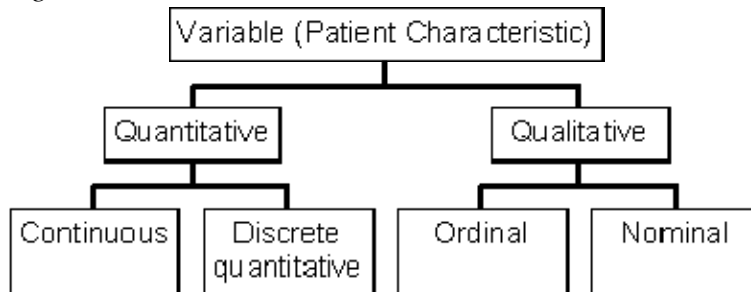 Variable (Patient Characteristic)
Quantitative
Qualitative
Continuous
Discrete
quantitative
Ordinal
Nominal